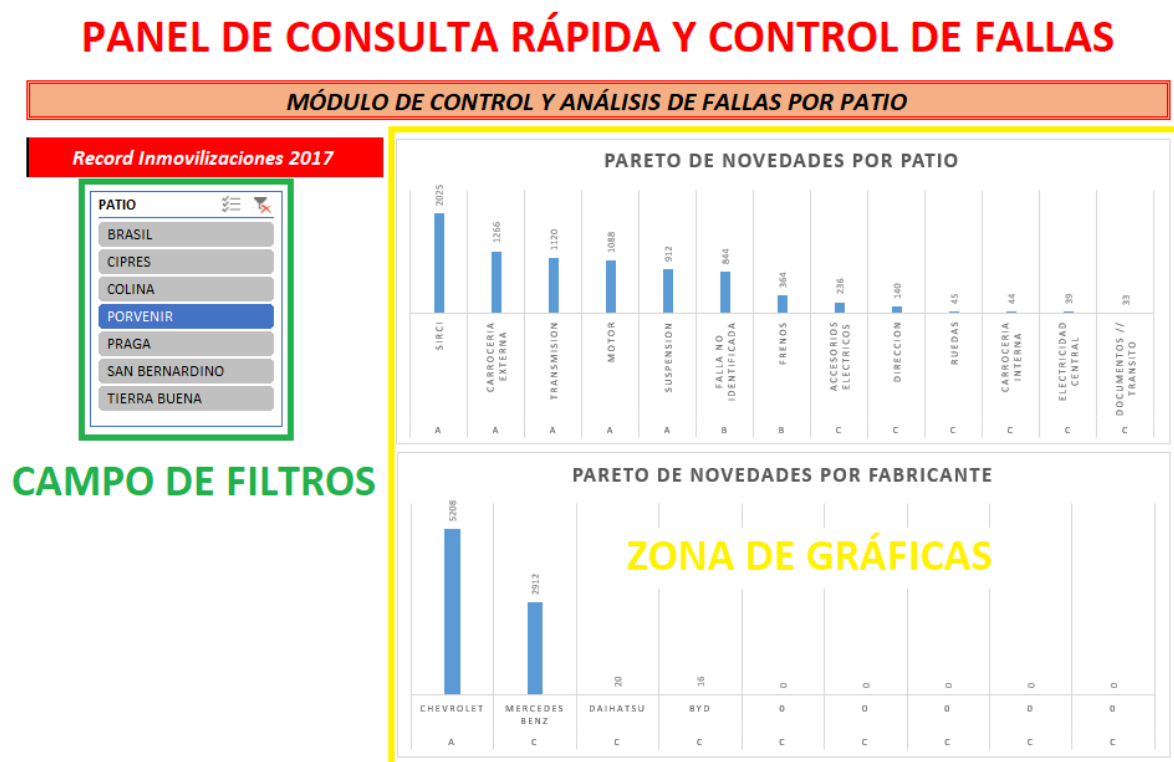 PANEL DE CONSULTA RÁPIDA Y CONTROL DE FALLAS
MÓDULO DE CONTROL Y ANÁLISIS DE FALLAS POR PATIO
Record Inmovilizaciones 2017
PATIO
BRASIL
CIPRES
COLINA
PORVENIR
PRAGA
SAN BERNARDINO
TIERRA BUENA
CAMPO DE FILTROS
PARETO DE NOVEDADES POR PATIO
2025
1266
1120
1088
912
844
364
236
140
45
44
39
33
SIRCI
CARROCERIA
EXTERNA
TRANSMISION
MOTOR
SUSPENSION
FALLA NO
IDENTIFICADA
FRENOS
ACCESORIOS
ELECTRICOS
DIRECCION
RUEDAS
CARROCERIA
INTERNA
ELECTRICIDAD
CENTRAL
DOCUMENTOS //
TRANSITO
A A A A A B B C C C C C C
PARETO DE NOVEDADES POR FABRICANTE
5208
2912
20
16
0
0
0
0
0
ZONA DE GRÁFICAS
CHEVROLET
MERCEDES
BENZ
DAIHATSU
BYD
0
0
0
0
0
A C C C C C C C C